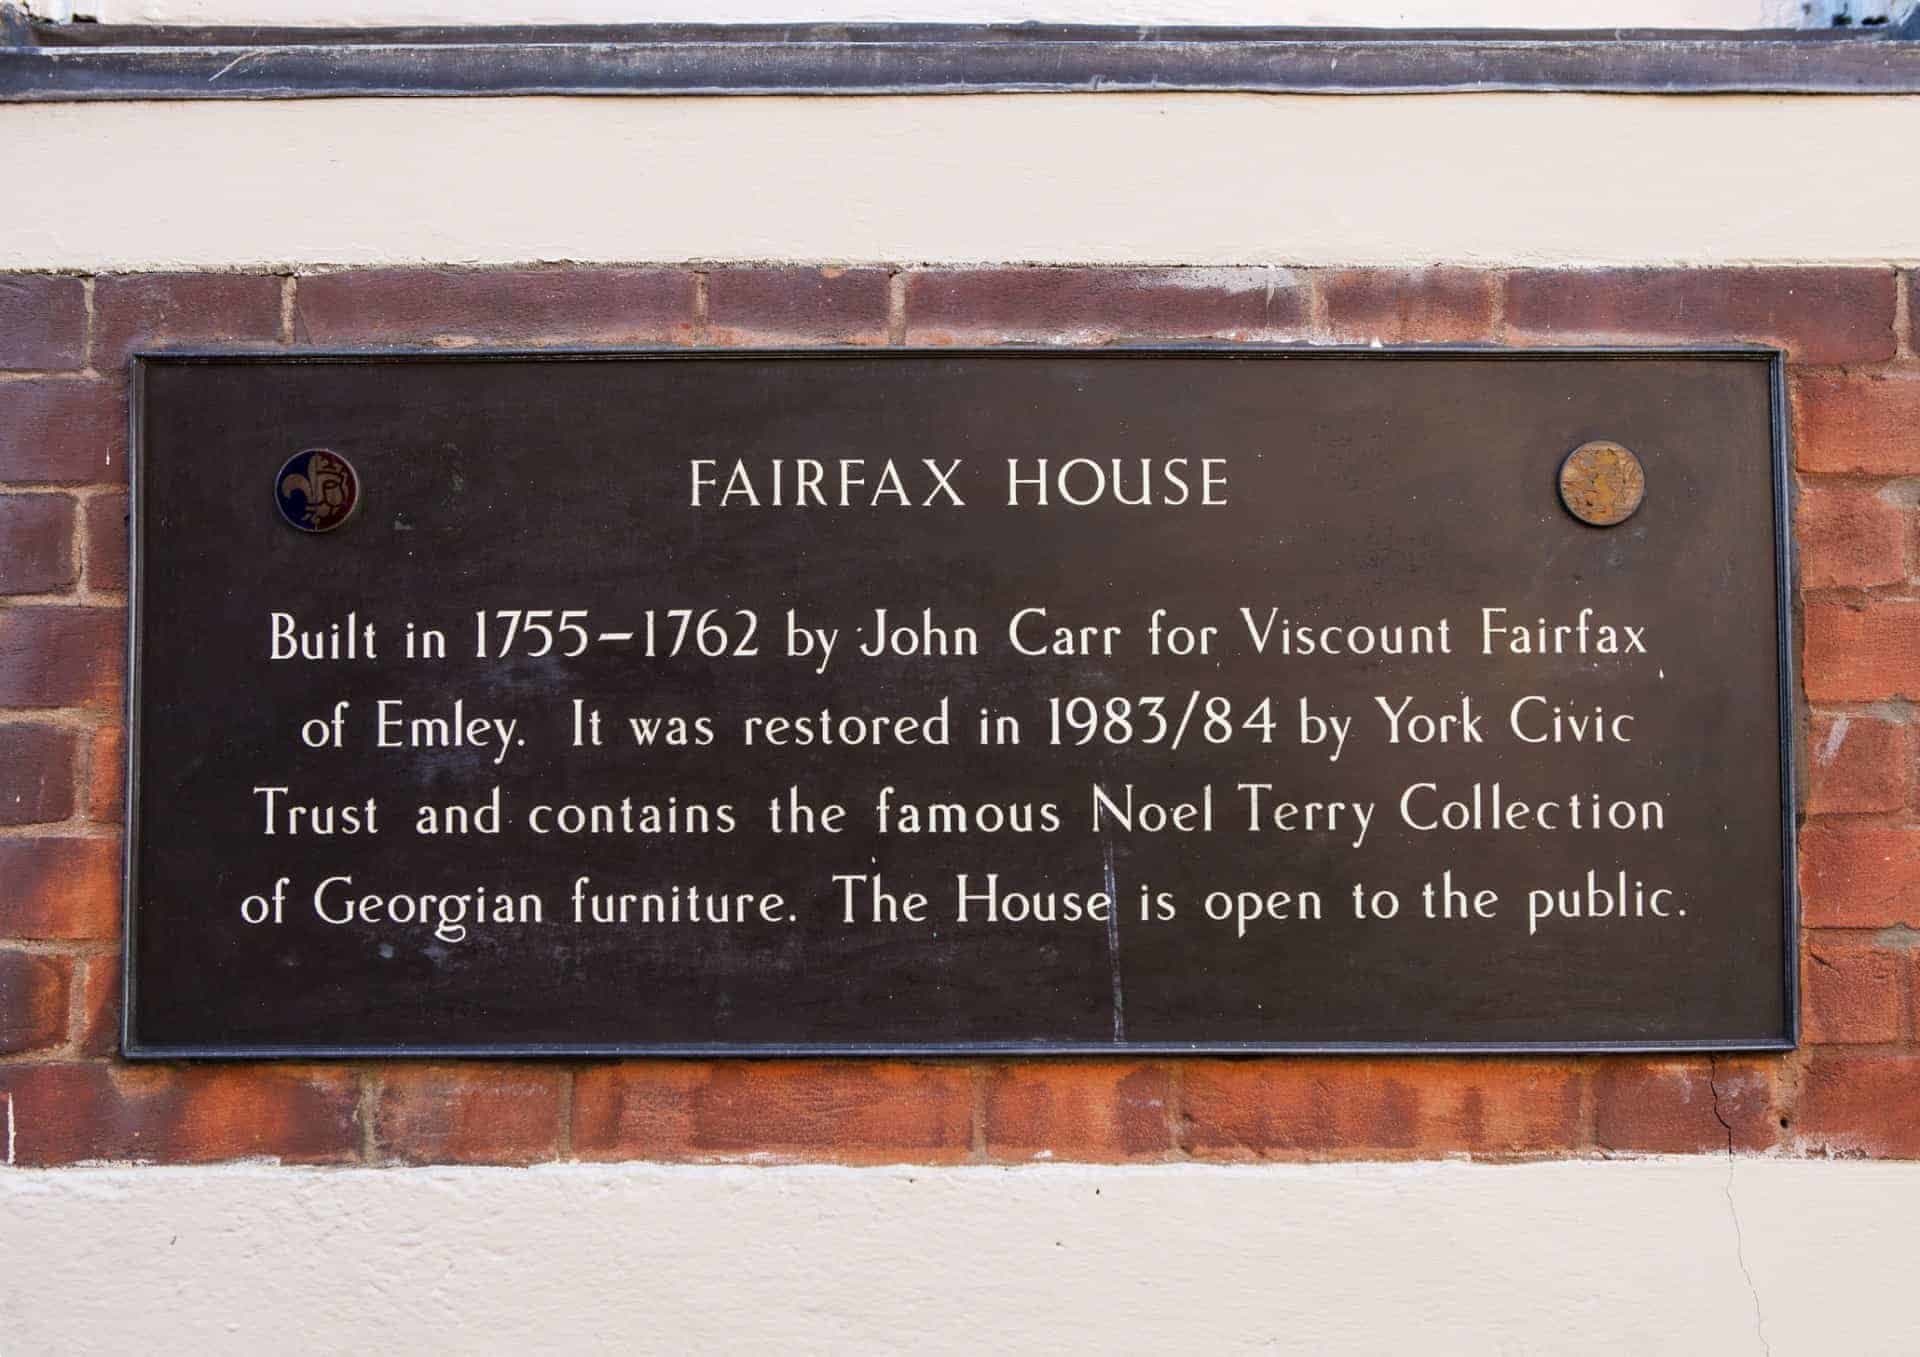 FAIRFAX HOUSE
Built in 1755–1762 by John Carr for Viscount Fairfax
of Emley. It was restored in 1983/84 by York Civic
Trust and contains the famous Noel Terry Collection
of Georgian furniture. The House is open to the public.